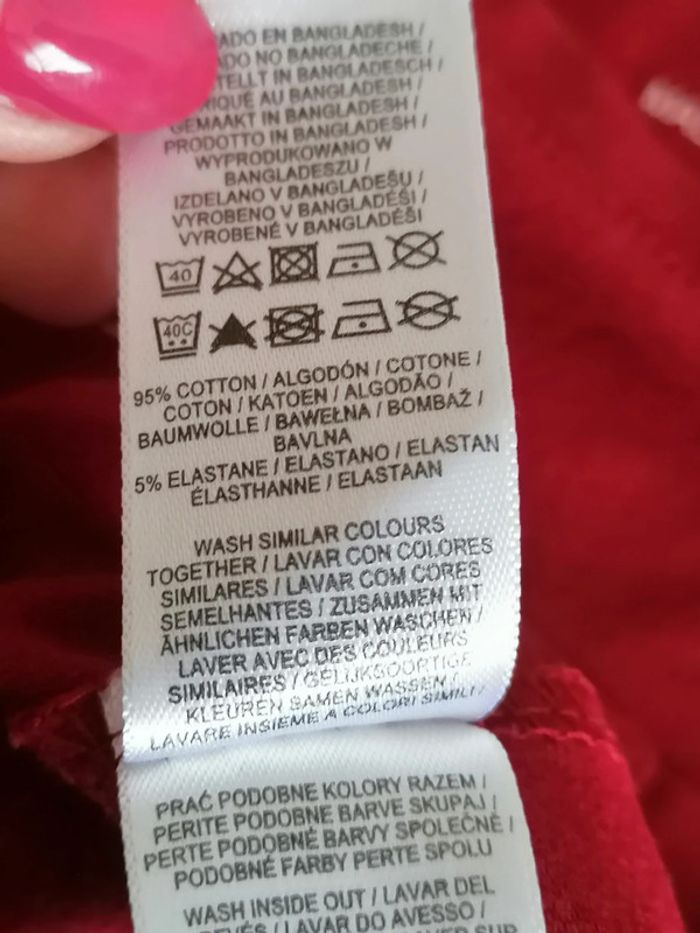 ADO EN BANGLADESH /
DO NO BANGLADECHE /
TELLT IN BANGLADESCH /
RIQUÉ AU BANGLADESH /
GEMAAKT IN BANGLADESH /
PRODOTTO IN BANGLADESH /
WYPRODUKOWANO W
BANGLADESZU /
IZDELANO V BANGLADEŠU /
VYROBENO V BANGLADÉŠI /
VYROBENÉ V BANGLADÉŠI
40
40C
95% COTTON / ALGODÓN / COTONE /
COTON / KATOEN / ALGODÃO /
BAUMWOLLE / BAWEŁNA / BOMBAŽ /
BAVLNA
5% ELASTANE / ELASTANO / ELASTAN
ÉLASTHANNE / ELASTAAN
WASH SIMILAR COLOURS
TOGETHER / LAVAR CON COLORES
SIMILARES / LAVAR COM CORES
SEMELHANTES / ZUSAMMEN MIT
ÄHNLICHEN FARBEN WASCHEN /
LAVER AVEC DES COULEURS
SIMILAIRES / GELIJKSOORTIGE
KLEUREN SAMEN WASSEN /
LAVARE INSIEME A COLORI SIMILI /
PRAĆ PODOBNE KOLORY RAZEM /
PERITE PODOBNE BARVE SKUPAJ /
PERTE PODOBNÉ BARVY SPOLEČNĚ /
PODOBNÉ FARBY PERTE SPOLU
WASH INSIDE OUT / LAVAR DEL
REVÉS / LAVAR DO AVESSO /
SUR